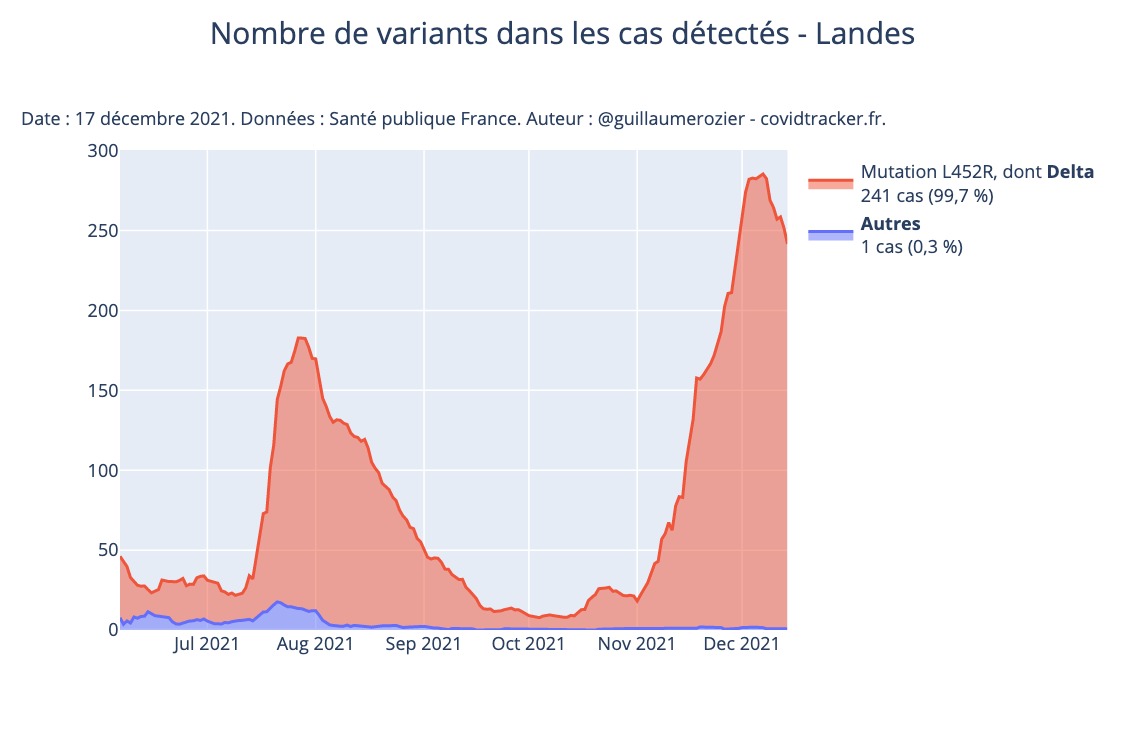 Nombre de variants dans les cas détectés - Landes
Date : 17 décembre 2021. Données : Santé publique France. Auteur : @guillaumerozier - covidtracker.fr.
300
250
200
150
100
50
0
Jul 2021
Aug 2021
Sep 2021
Oct 2021
Nov 2021
Dec 2021
Mutation L452R, dont Delta
241 cas (99,7 %)
Autres
1 cas (0,3 %)